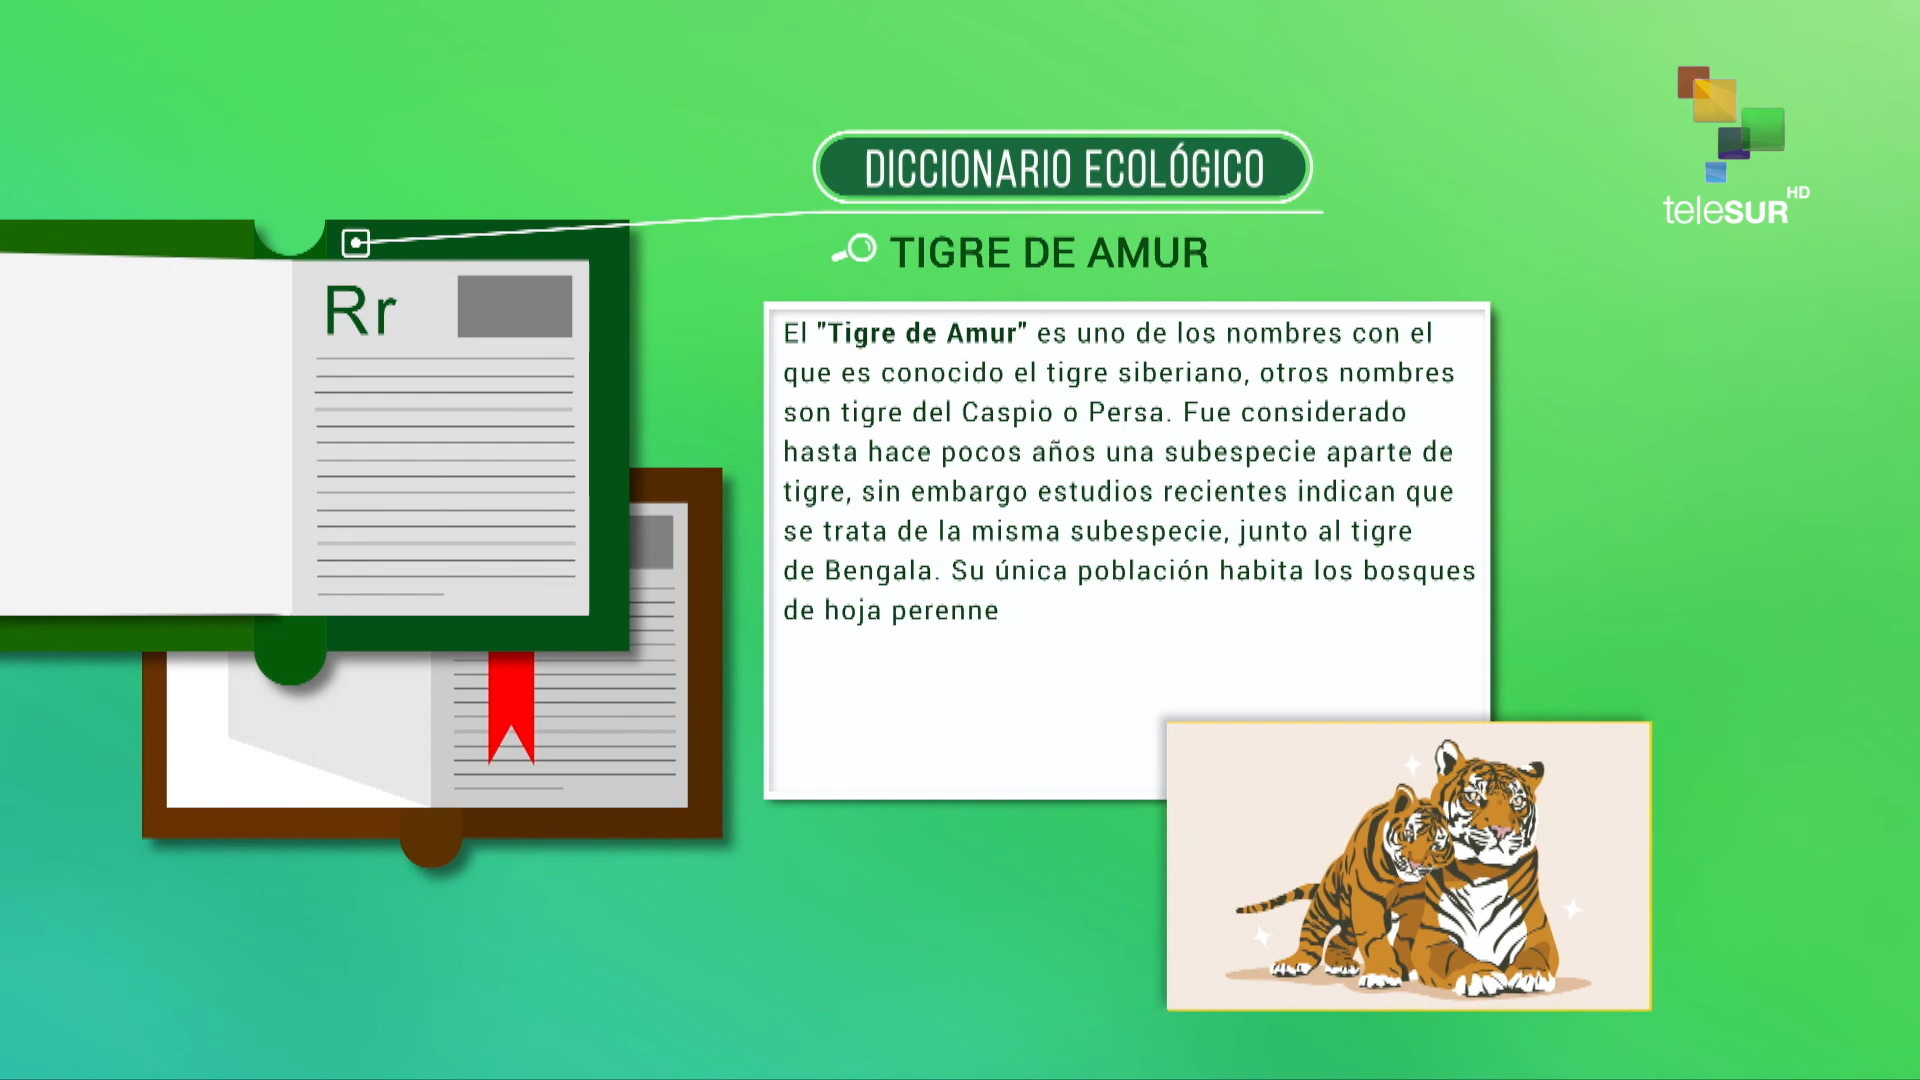 DICCIONARIO ECOLÓGICO
teleSUR HD
TIGRE DE AMUR
Rr
El "Tigre de Amur" es uno de los nombres con el
que es conocido el tigre siberiano, otros nombres
son tigre del Caspio o Persa. Fue considerado
hasta hace pocos años una subespecie aparte de
tigre, sin embargo estudios recientes indican que
se trata de la misma subespecie, junto al tigre
de Bengala. Su única población habita los bosques
de hoja perenne